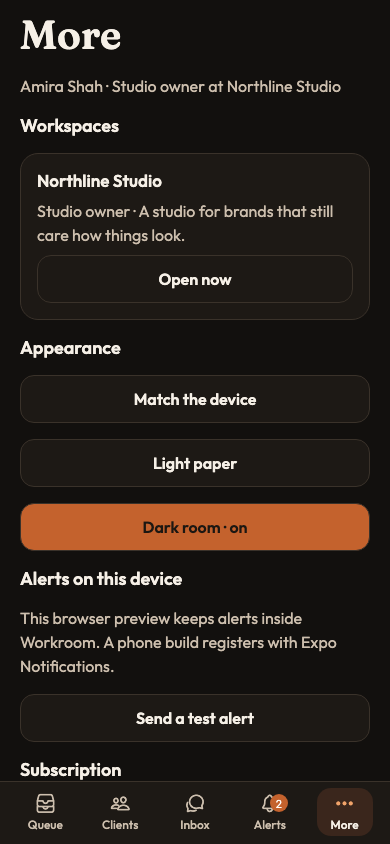 More
Amira Shah · Studio owner at Northline Studio
Workspaces
Northline Studio
Studio owner · A studio for brands that still
care how things look.
Open now
Appearance
Match the device
Light paper
Dark room · on
Alerts on this device
This browser preview keeps alerts inside
Workroom. A phone build registers with Expo
Notifications.
Send a test alert
Subscription
2
Queue
Clients
Inbox
Alerts
More